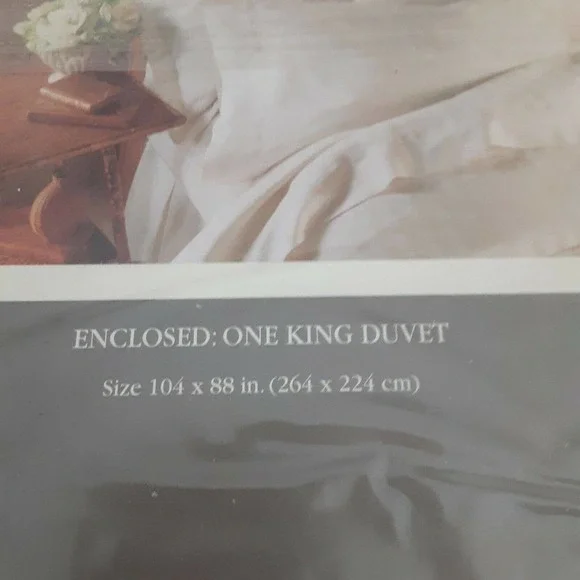 ENCLOSED: ONE KING DUVET
Size 104 x 88 in. (264 x 224 cm)